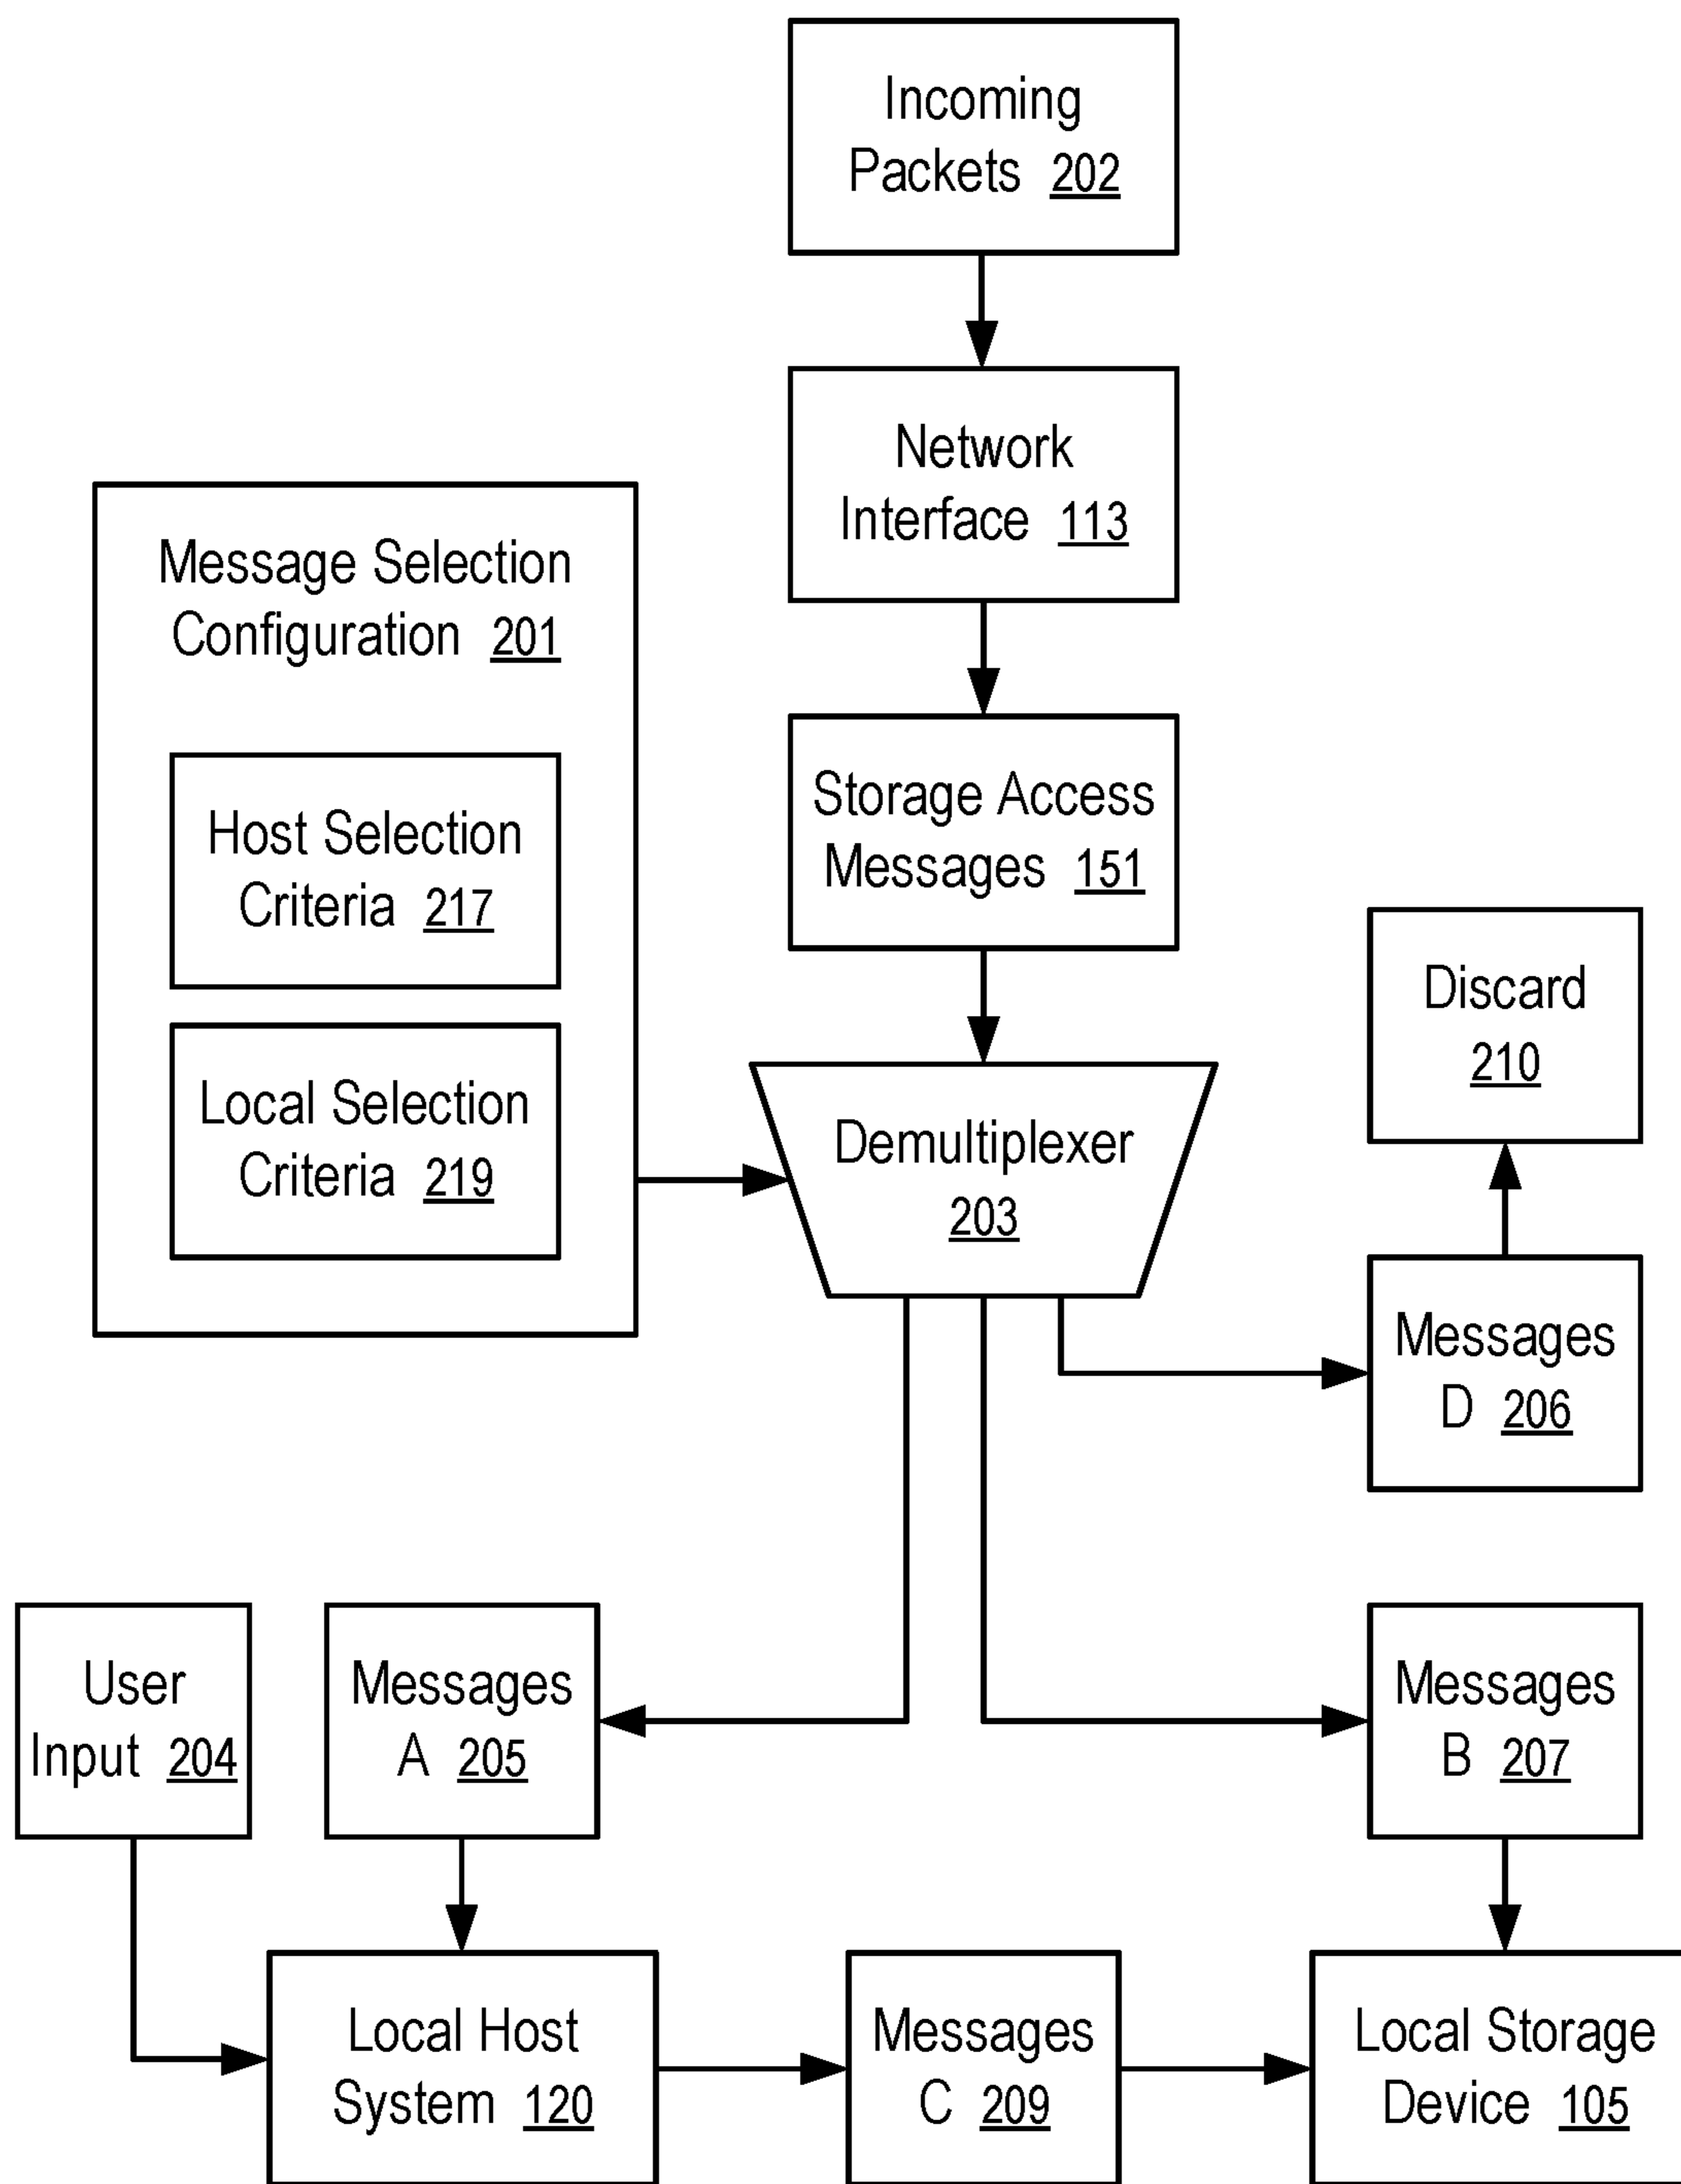 Incoming
Packets 202
Network
Interface 113
Message Selection
Configuration 201
Host Selection
Criteria 217
Local Selection
Criteria 219
Storage Access
Messages 151
Demultiplexer
203
Discard
210
Messages
D 206
User
Input 204
Messages
A 205
Messages
B 207
Local Host
System 120
Messages
C 209
Local Storage
Device 105